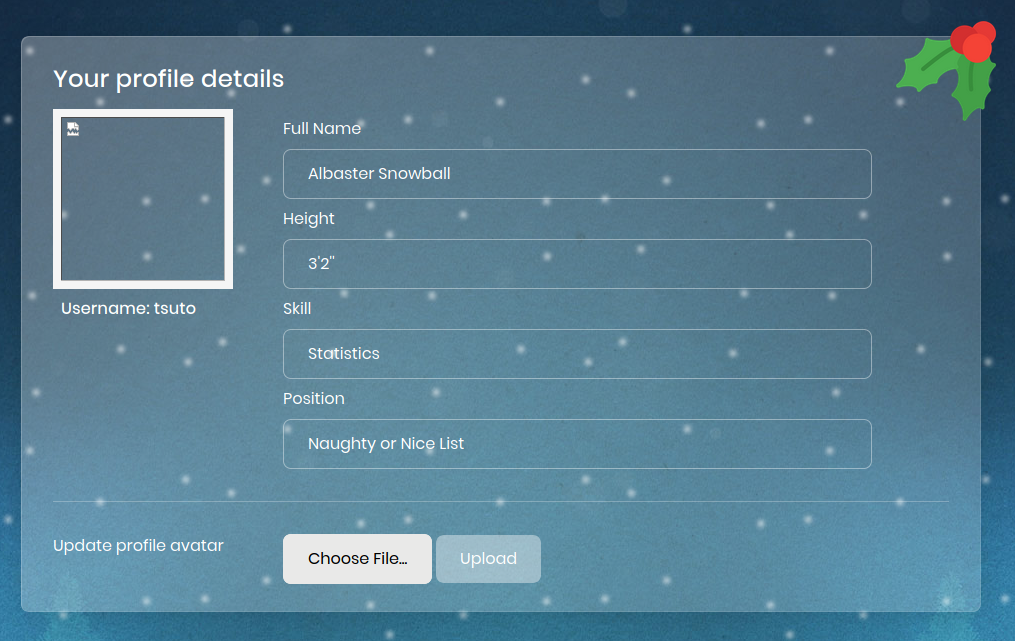 Your profile details
Full Name
Albaster Snowball
Height
3'2"
Username: tsuto
Skill
Statistics
Position
Naughty or Nice List
Update profile avatar
Choose File...
Upload